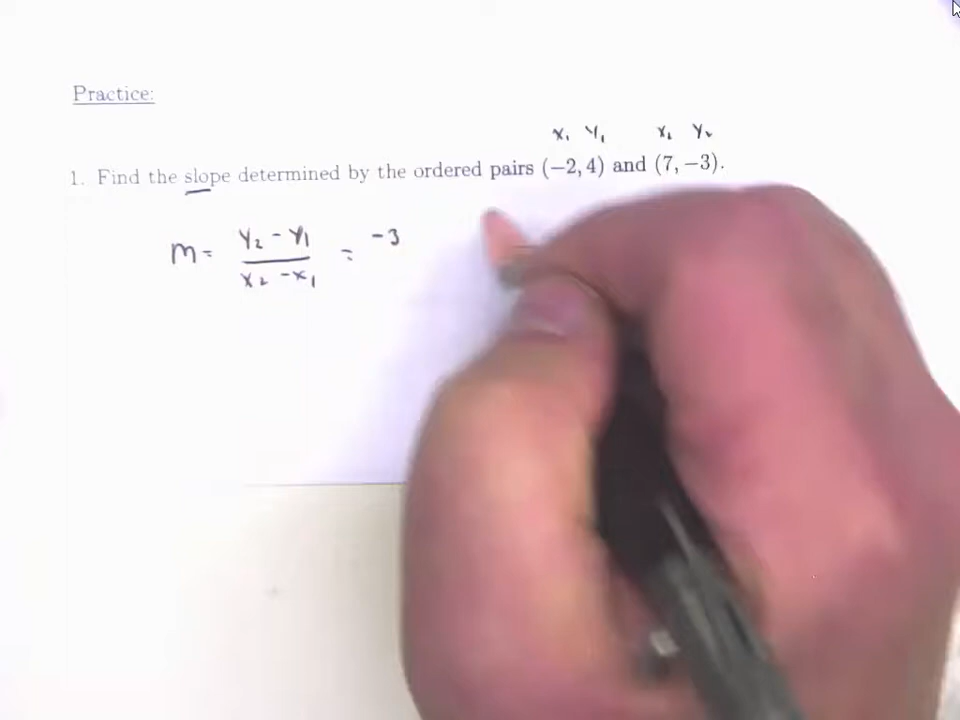 Practice:
x₁ y₁ x₂ y₂
1. Find the slope determined by the ordered pairs (−2, 4) and (7, −3).
m = y₂ - y₁ / x₂ - x₁ = -3